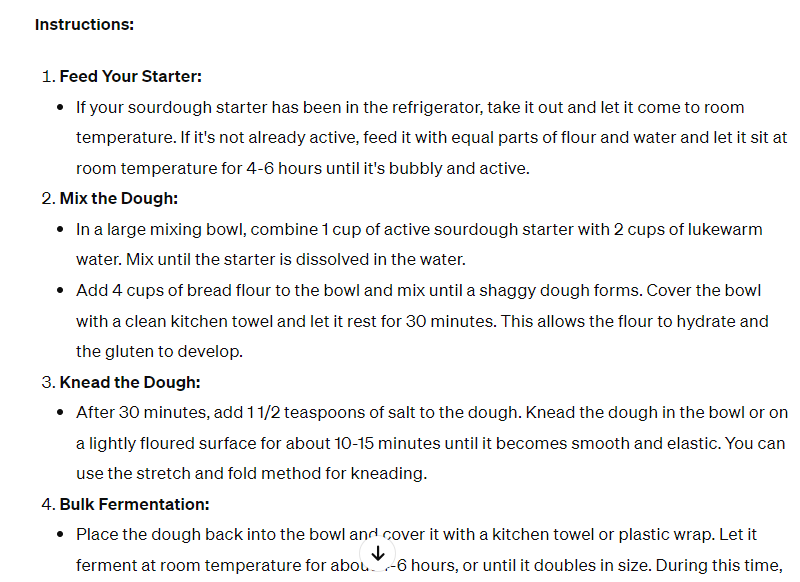 Instructions:
1. Feed Your Starter:
• If your sourdough starter has been in the refrigerator, take it out and let it come to room
temperature. If it's not already active, feed it with equal parts of flour and water and let it sit at
room temperature for 4-6 hours until it's bubbly and active.
2. Mix the Dough:
• In a large mixing bowl, combine 1 cup of active sourdough starter with 2 cups of lukewarm
water. Mix until the starter is dissolved in the water.
• Add 4 cups of bread flour to the bowl and mix until a shaggy dough forms. Cover the bowl
with a clean kitchen towel and let it rest for 30 minutes. This allows the flour to hydrate and
the gluten to develop.
3. Knead the Dough:
• After 30 minutes, add 1 1/2 teaspoons of salt to the dough. Knead the dough in the bowl or on
a lightly floured surface for about 10-15 minutes until it becomes smooth and elastic. You can
use the stretch and fold method for kneading.
4. Bulk Fermentation:
• Place the dough back into the bowl and cover it with a kitchen towel or plastic wrap. Let it
ferment at room temperature for about -6 hours, or until it doubles in size. During this time,